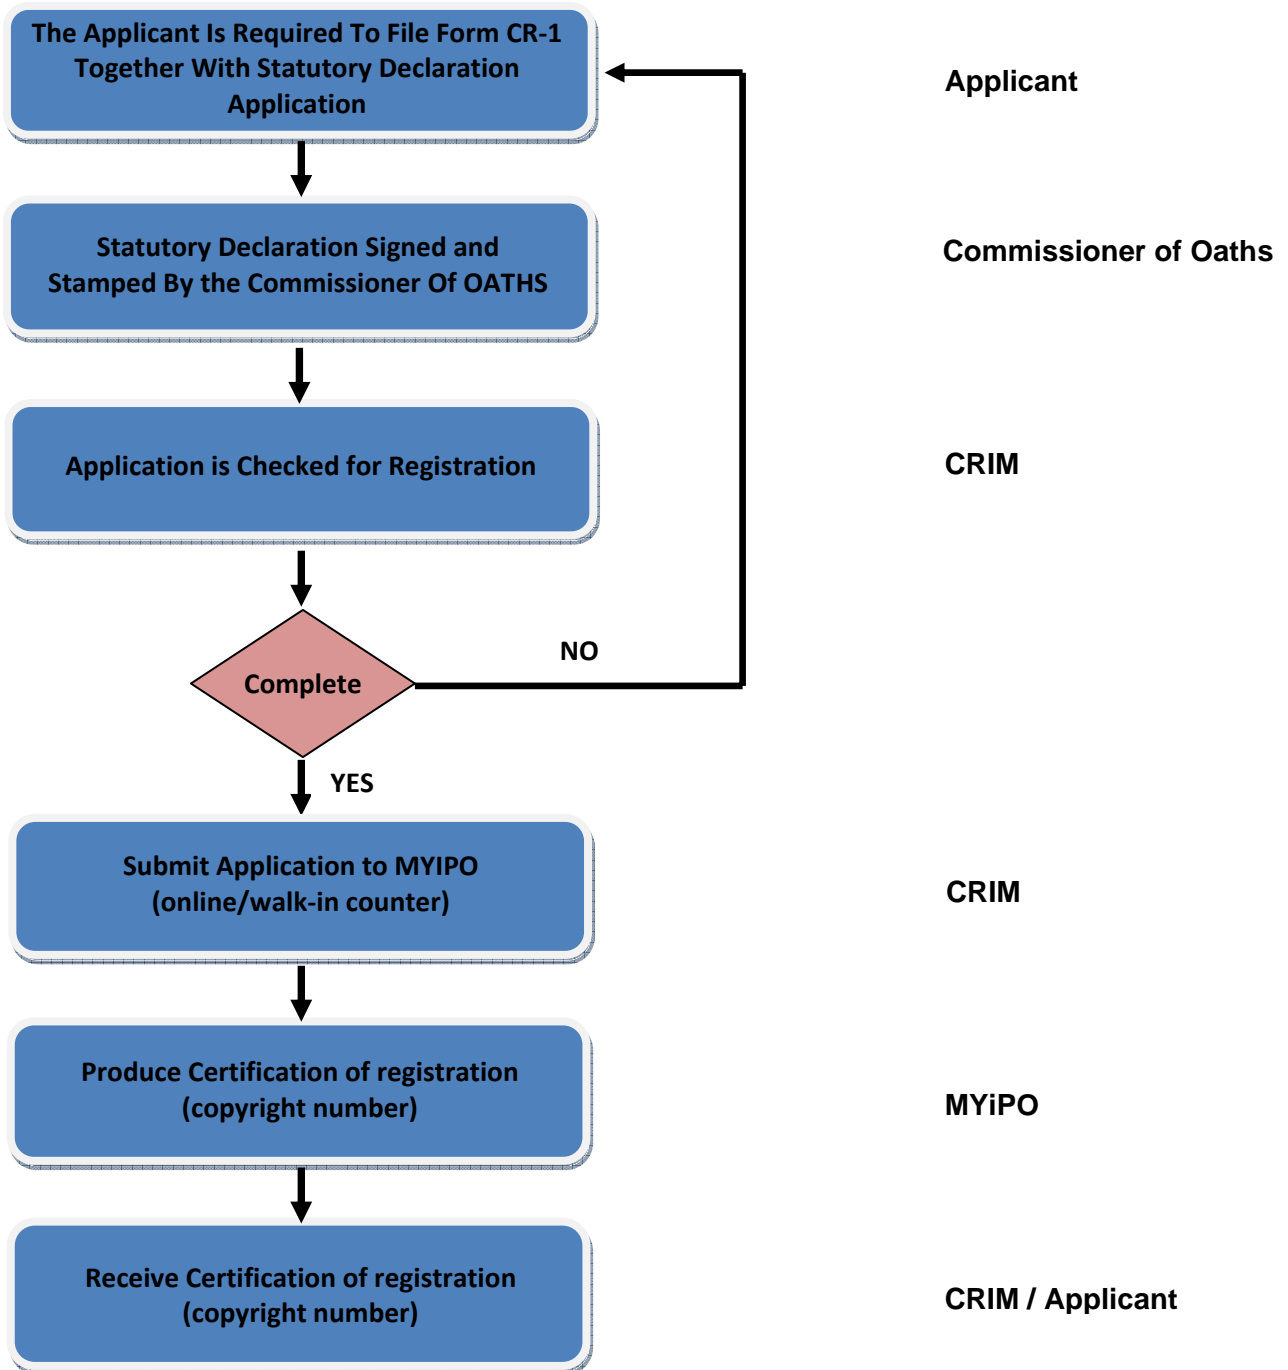 The Applicant Is Required To File Form CR-1
Together With Statutory Declaration
Application
Applicant
Statutory Declaration Signed and
Stamped By the Commissioner Of OATHS
Commissioner of Oaths
Application is Checked for Registration
CRIM
Complete
NO
YES
Submit Application to MYIPO
(online/walk-in counter)
CRIM
Produce Certification of registration
(copyright number)
MYiPO
Receive Certification of registration
(copyright number)
CRIM / Applicant